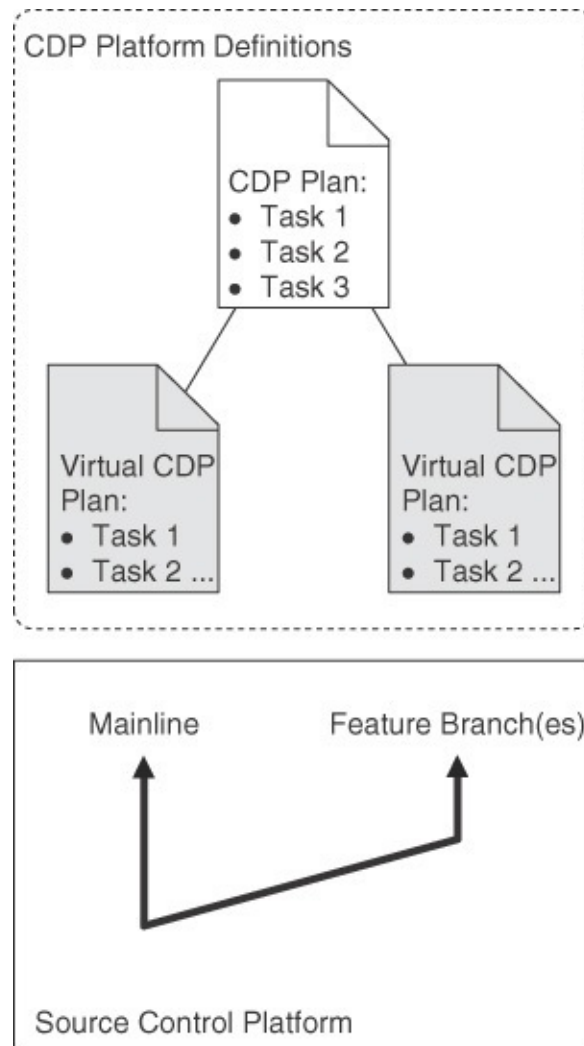 CDP Platform Definitions
CDP Plan:
• Task 1
• Task 2
• Task 3
Virtual CDP
Plan:
• Task 1
• Task 2 ...
Virtual CDP
Plan:
• Task 1
• Task 2 ...
Mainline
Feature Branch(es)
Source Control Platform